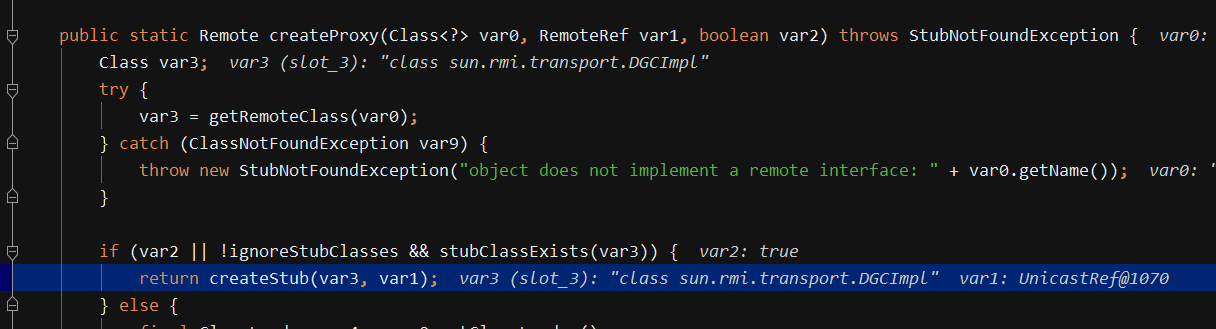 public static Remote createProxy(Class<?> var0, RemoteRef var1, boolean var2) throws StubNotFoundException {  var0:
Class var3;  var3 (slot_3): "class sun.rmi.transport.DGCImpl"
try {
var3 = getRemoteClass(var0);
} catch (ClassNotFoundException var9) {
throw new StubNotFoundException("object does not implement a remote interface: " + var0.getName());  var0: "
}
if (var2 || !ignoreStubClasses && stubClassExists(var3)) {  var2: true
return createStub(var3, var1);  var3 (slot_3): "class sun.rmi.transport.DGCImpl"  var1: UnicastRef@1070
} else {